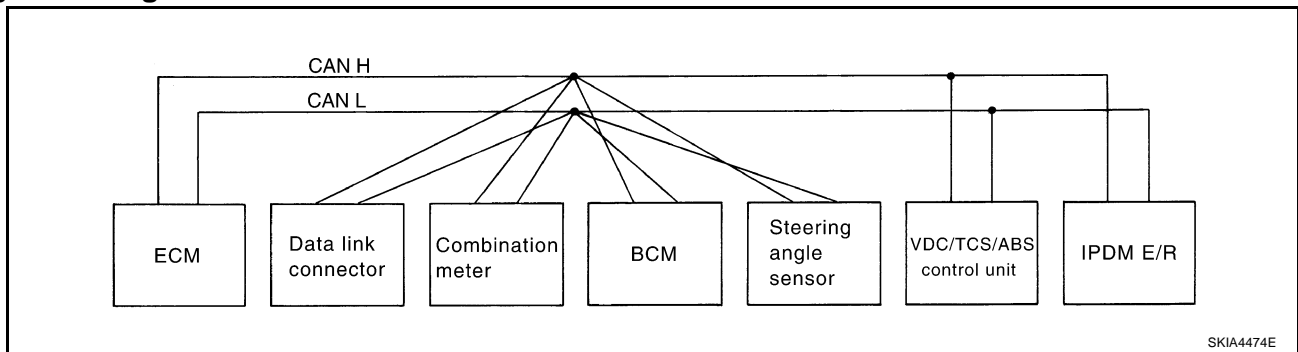 CAN H
CAN L
ECM
Data link
connector
Combination
meter
BCM
Steering
angle
sensor
VDC/TCS/ABS
control unit
IPDM E/R
SKIA4474E